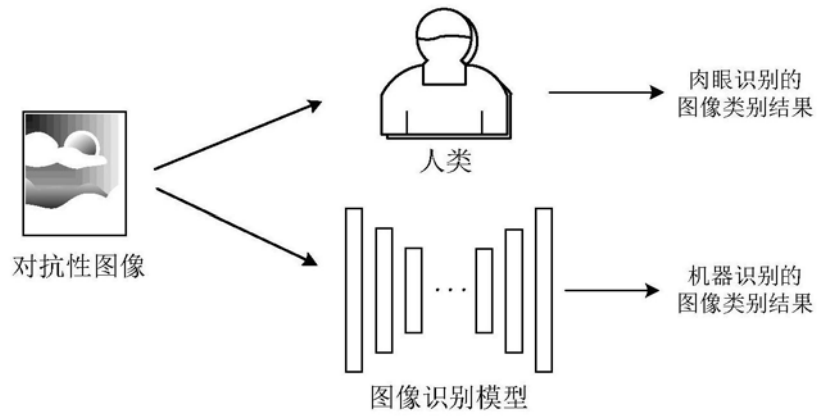 肉眼识别的
图像类别结果
人类
对抗性图像
...
机器识别的
图像类别结果
图像识别模型